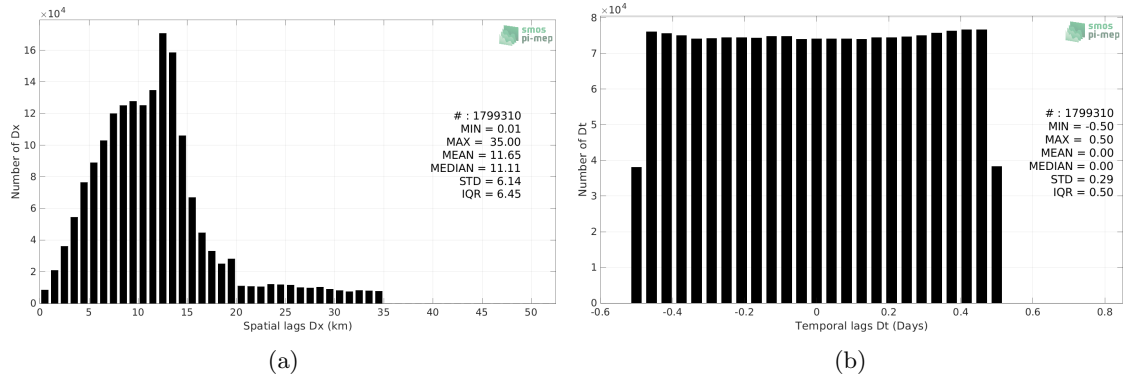 ×10⁴
16
14
12
10
8
6
4
2
0
Number of Dx
0 5 10 15 20 25 30 35 40 45 50
Spatial lags Dx (km)
smos
pi-mep
# : 1799310
MIN = 0.01
MAX = 35.00
MEAN = 11.65
MEDIAN = 11.11
STD = 6.14
IQR = 6.45
(a)
8 ×10⁴
7
6
5
4
3
2
1
0
Number of Dt
-0.6 -0.4 -0.2 0 0.2 0.4 0.6 0.8
Temporal lags Dt (Days)
smos
pi-mep
# : 1799310
MIN = -0.50
MAX = 0.50
MEAN = 0.00
MEDIAN = 0.00
STD = 0.29
IQR = 0.50
(b)